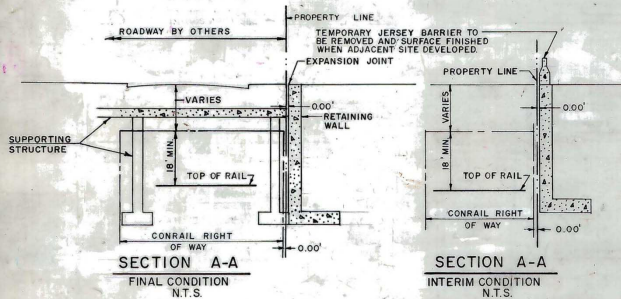 PROPERTY LINE
ROADWAY BY OTHERS
TEMPORARY JERSEY BARRIER TO
BE REMOVED AND SURFACE FINISHED
WHEN ADJACENT SITE DEVELOPED.
EXPANSION JOINT
VARIES
0.00'
RETAINING
WALL
SUPPORTING
STRUCTURE
18' MIN.
TOP OF RAIL
CONRAIL RIGHT
OF WAY
0.00'
SECTION A-A
FINAL CONDITION
N.T.S.
PROPERTY LINE
VARIES
0.00'
18' MIN.
TOP OF RAIL
CONRAIL RIGHT
OF WAY
0.00'
SECTION A-A
INTERIM CONDITION
N.T.S.